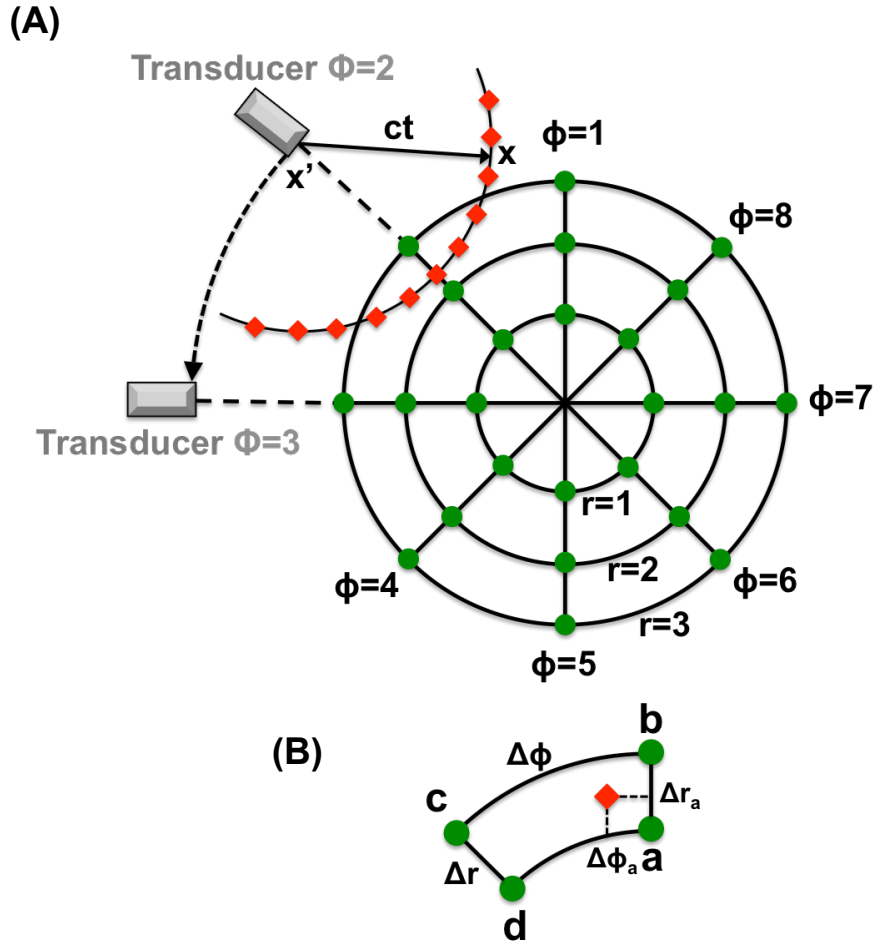 (A)
Transducer Φ=2
ct
x
x'
ϕ=1
ϕ=8
ϕ=7
Transducer Φ=3
r=1
r=2
r=3
ϕ=4
ϕ=6
ϕ=5
(B)
b
Δϕ
c
Δrₐ
Δϕₐ
a
Δr
d